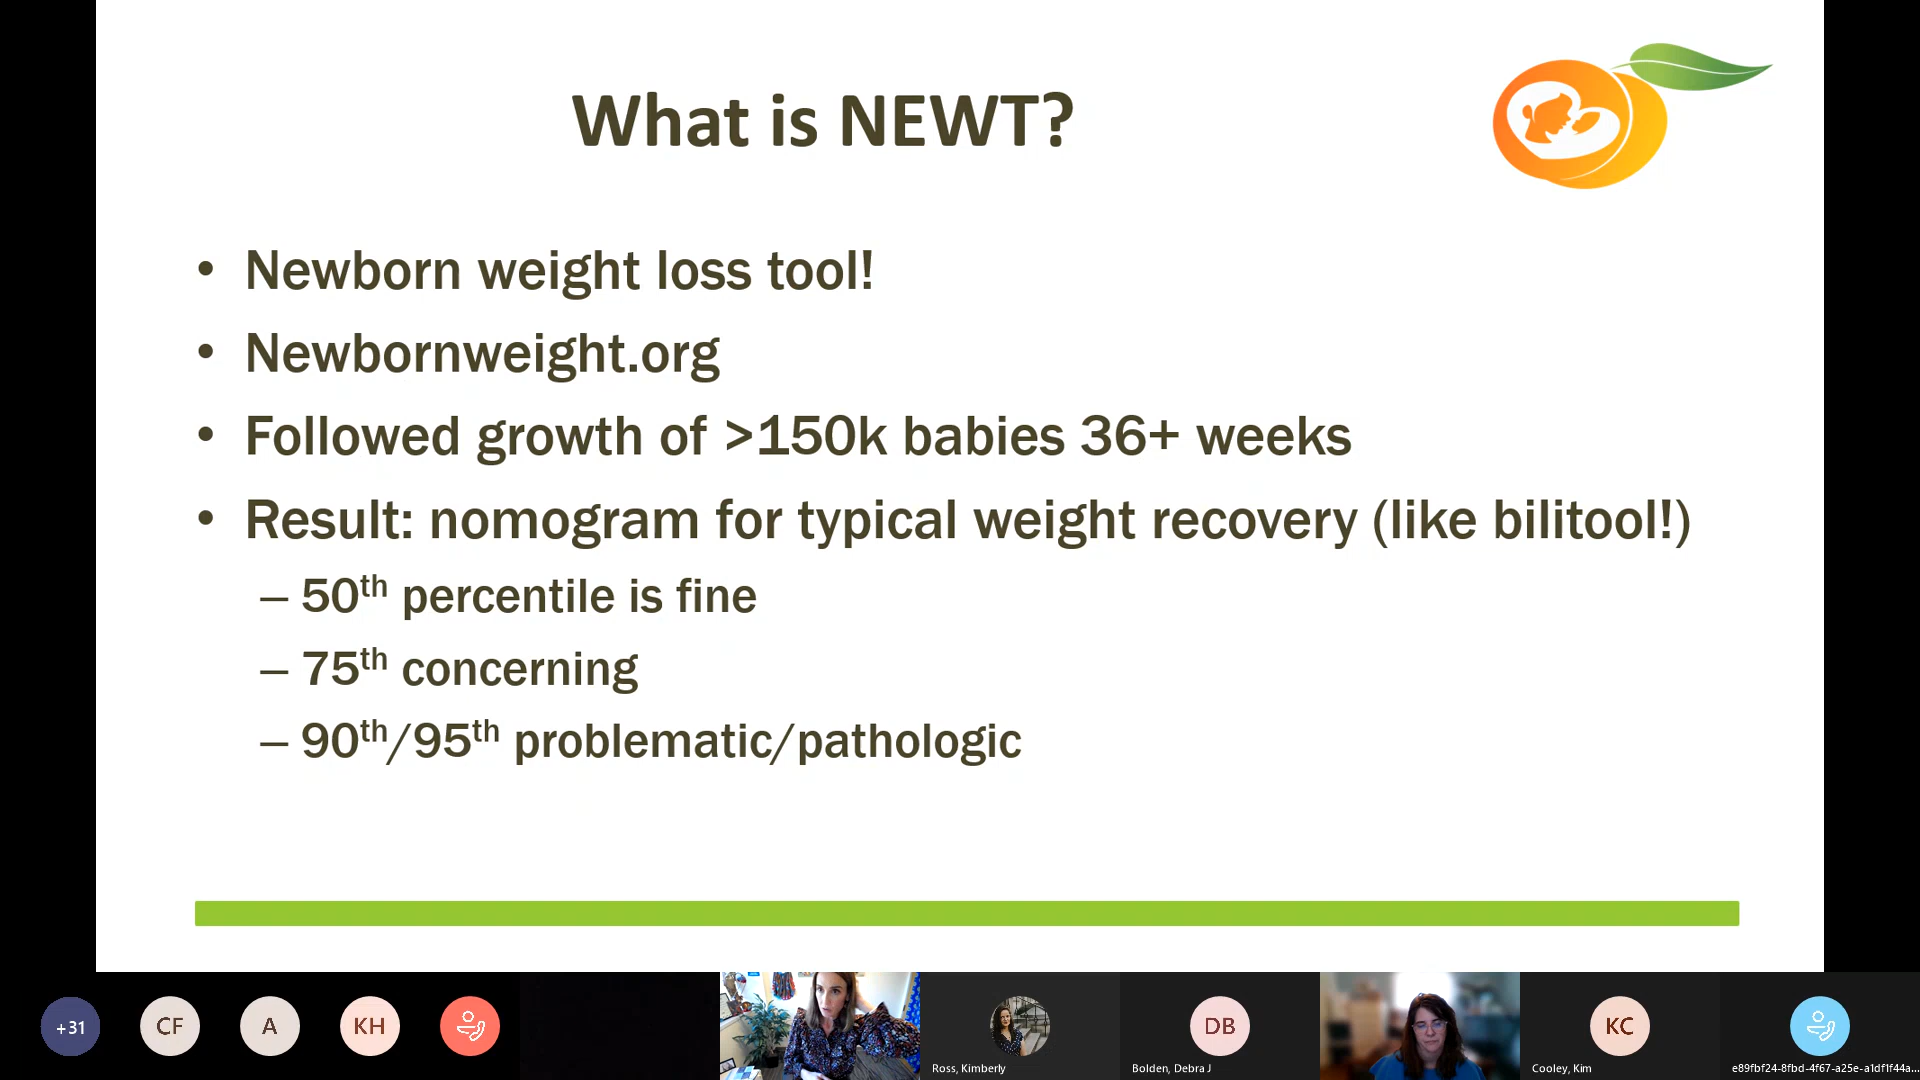 What is NEWT?
• Newborn weight loss tool!
• Newbornweight.org
• Followed growth of >150k babies 36+ weeks
• Result: nomogram for typical weight recovery (like bilitool!)
– 50th percentile is fine
– 75th concerning
– 90th/95th problematic/pathologic
+31
CF
A
KH
Ross, Kimberly
DB
Bolden, Debra J
KC
Cooley, Kim
e89fbf24-8fbd-4f67-a25e-a1df1f44a...